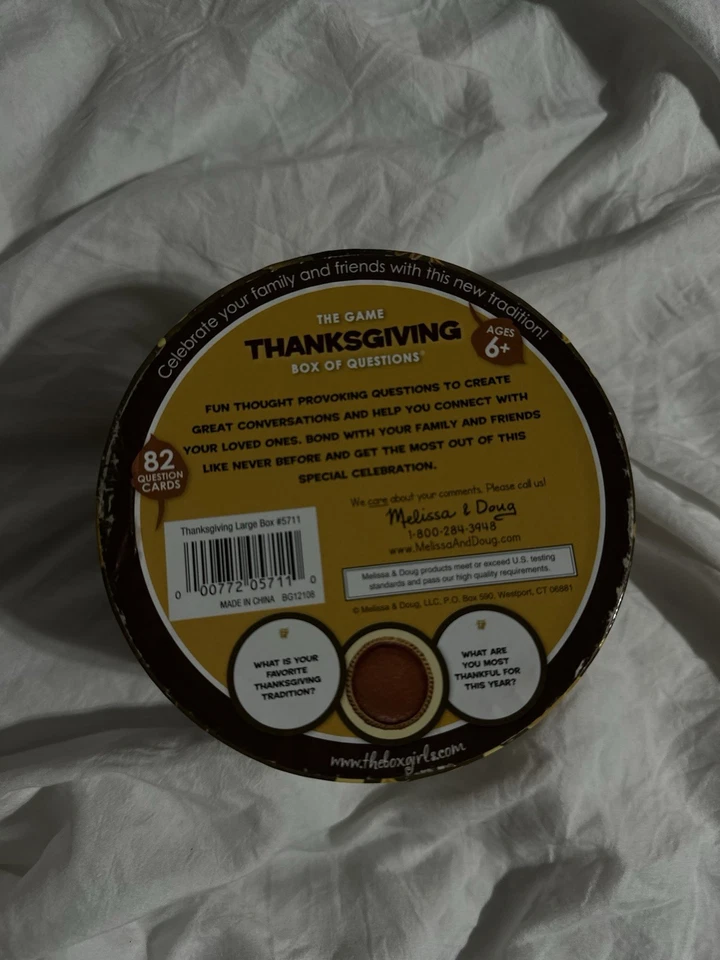 Celebrate your family and friends with this new tradition!
THE GAME
THANKSGIVING
BOX OF QUESTIONS®
AGES
6+
FUN THOUGHT PROVOKING QUESTIONS TO CREATE
GREAT CONVERSATIONS AND HELP YOU CONNECT WITH
YOUR LOVED ONES. BOND WITH YOUR FAMILY AND FRIENDS
LIKE NEVER BEFORE AND GET THE MOST OUT OF THIS
SPECIAL CELEBRATION.
82
QUESTION
CARDS
We care about your comments. Please call us!
Melissa & Doug
1-800-284-3948
www.MelissaAndDoug.com
Thanksgiving Large Box #5711
0 00772 05711 0
MADE IN CHINA BG12108
Melissa & Doug products meet or exceed U.S. testing
standards and pass our high quality requirements.
© Melissa & Doug, LLC, P.O. Box 590, Westport, CT 06881
WHAT IS YOUR
FAVORITE
THANKSGIVING
TRADITION?
WHAT ARE
YOU MOST
THANKFUL FOR
THIS YEAR?
www.theboxgirls.com